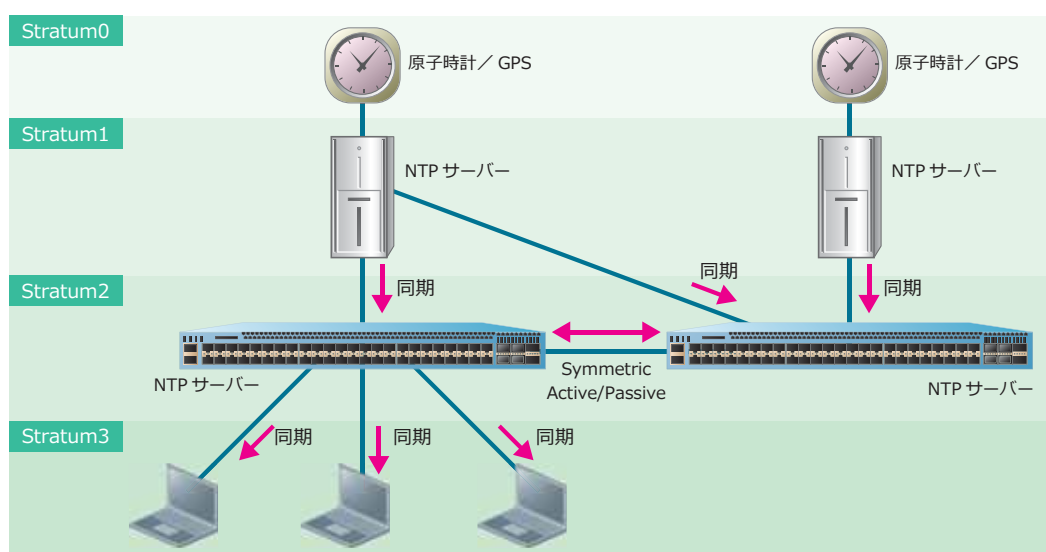 Stratum0
原子時計／ GPS
原子時計／ GPS
Stratum1
NTP サーバー
NTP サーバー
Stratum2
同期
同期
同期
NTP サーバー
Symmetric
Active/Passive
NTP サーバー
Stratum3
同期
同期
同期